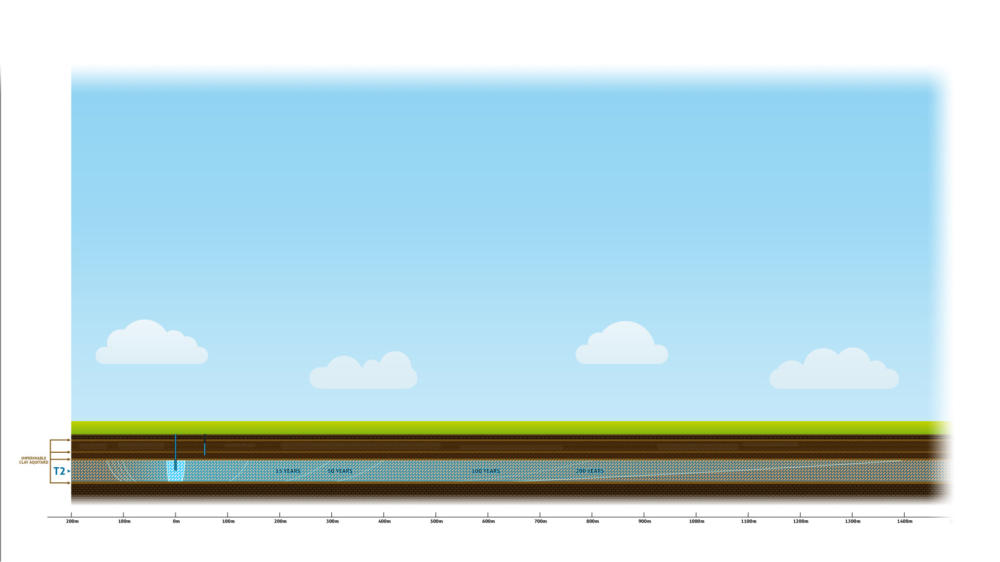 IMPERMIABLE
CLAY AQUITARD
T2
15 YEARS
50 YEARS
100 YEARS
200 YEARS
200m
100m
0m
100m
200m
300m
400m
500m
600m
700m
800m
900m
1000m
1100m
1200m
1300m
1400m